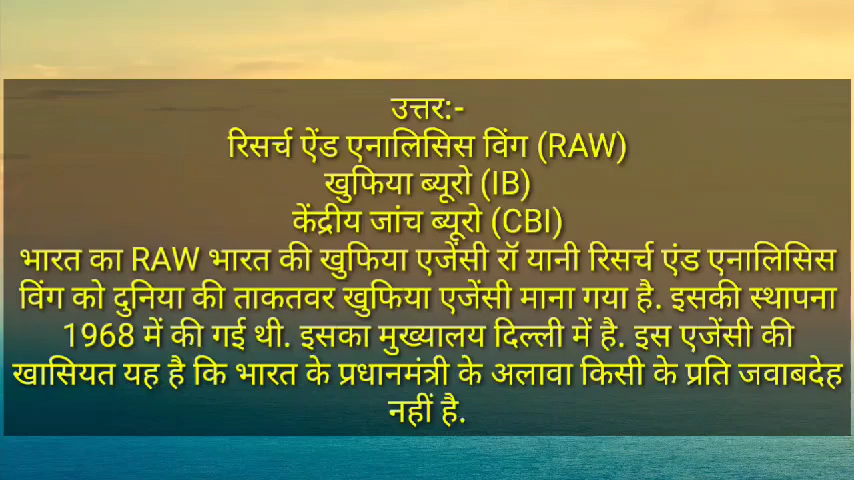 उत्तर:-
रिसर्च ऐंड एनालिसिस विंग (RAW)
खुफिया ब्यूरो (IB)
केंद्रीय जांच ब्यूरो (CBI)
भारत का RAW भारत की खुफिया एजेंसी रॉ यानी रिसर्च एंड एनालिसिस
विंग को दुनिया की ताकतवर खुफिया एजेंसी माना गया है. इसकी स्थापना
1968 में की गई थी. इसका मुख्यालय दिल्ली में है. इस एजेंसी की
खासियत यह है कि भारत के प्रधानमंत्री के अलावा किसी के प्रति जवाबदेह
नहीं है.